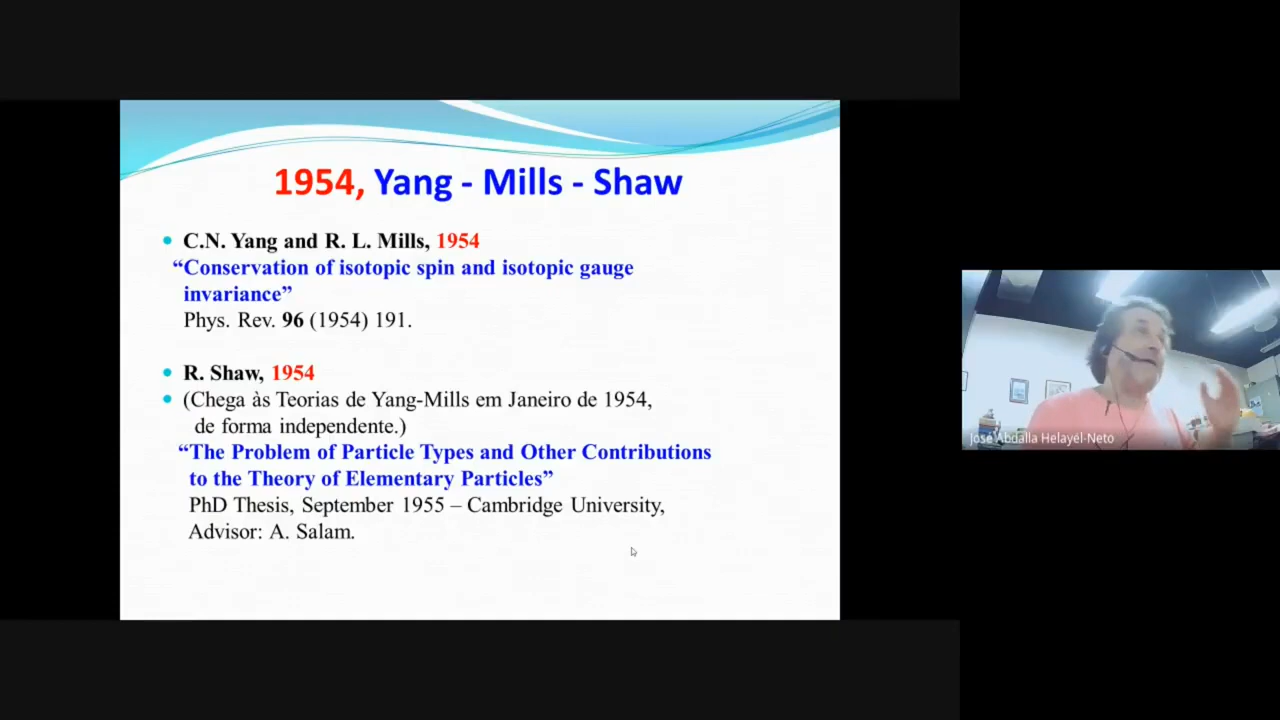 1954, Yang - Mills - Shaw
• C.N. Yang and R. L. Mills, 1954
“Conservation of isotopic spin and isotopic gauge
invariance”
Phys. Rev. 96 (1954) 191.
• R. Shaw, 1954
• (Chega às Teorias de Yang-Mills em Janeiro de 1954,
de forma independente.)
“The Problem of Particle Types and Other Contributions
to the Theory of Elementary Particles”
PhD Thesis, September 1955 – Cambridge University,
Advisor: A. Salam.
José Abdalla Helayël-Neto